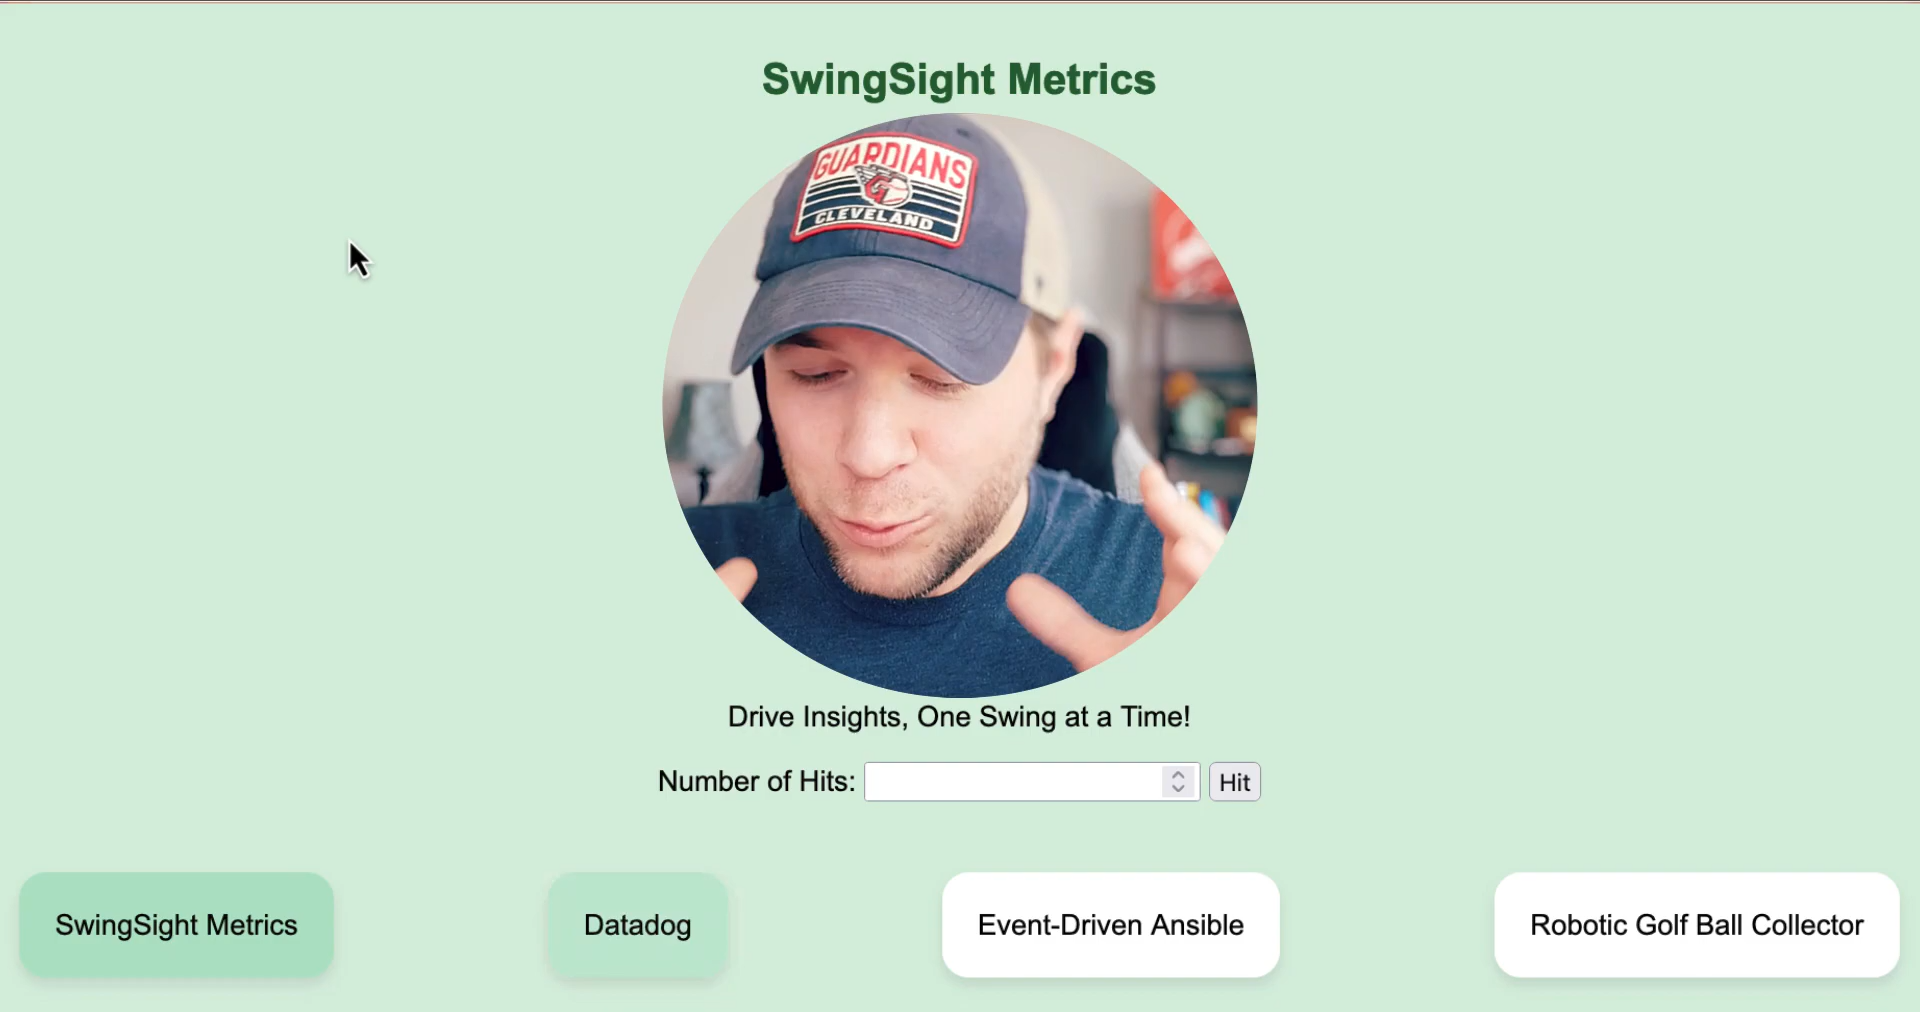 SwingSight Metrics
GUARDIANS
CLEVELAND
Drive Insights, One Swing at a Time!
Number of Hits:
Hit
SwingSight Metrics
Datadog
Event-Driven Ansible
Robotic Golf Ball Collector